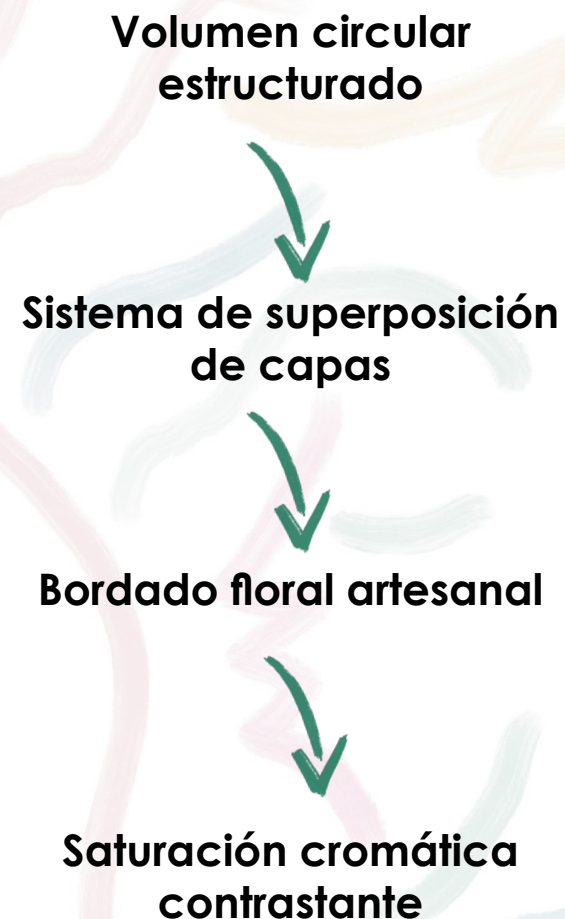 Volumen circular
estructurado
Sistema de superposición
de capas
Bordado floral artesanal
Saturación cromática
contrastante